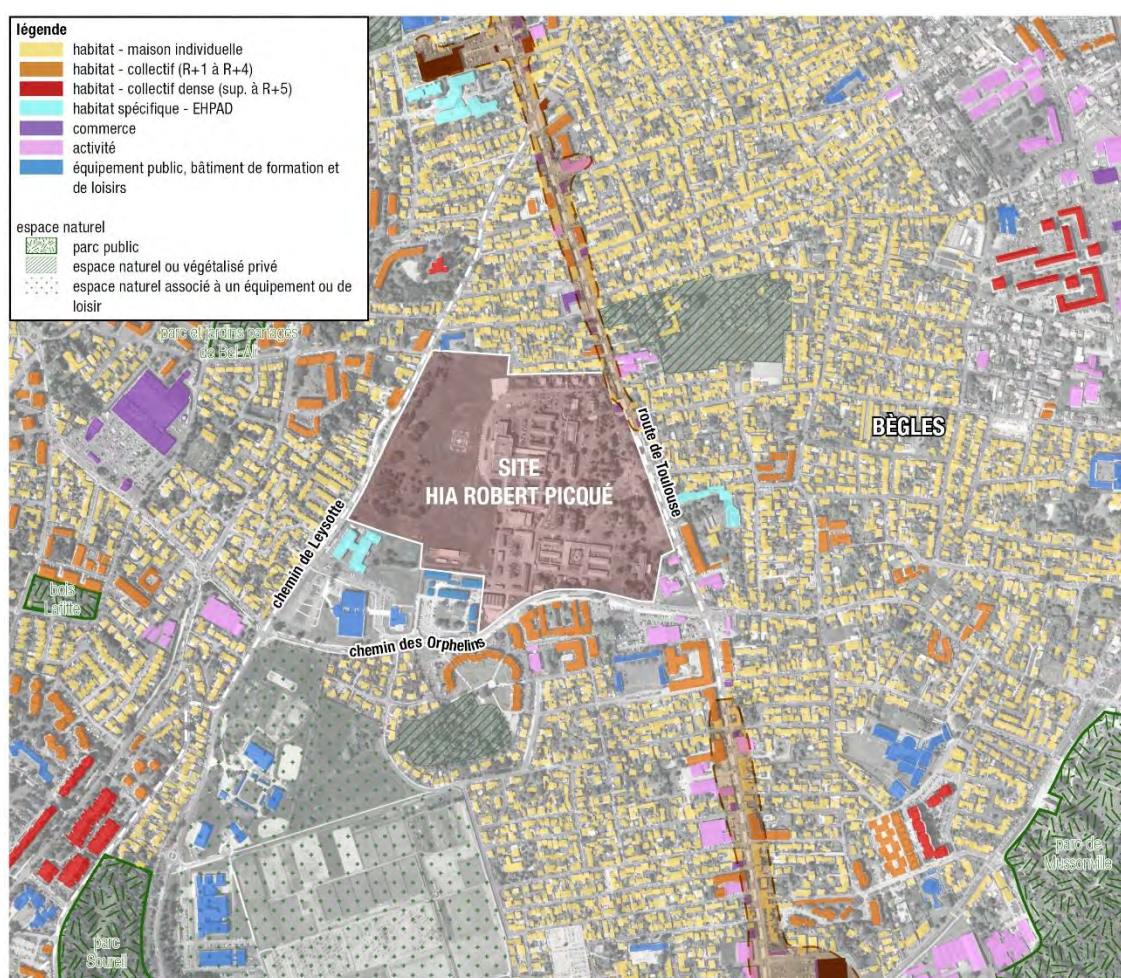 légende
habitat - maison individuelle
habitat - collectif (R+1 à R+4)
habitat - collectif dense (sup. à R+5)
habitat spécifique - EHPAD
commerce
activité
équipement public, bâtiment de formation et
de loisirs
espace naturel
parc public
espace naturel ou végétalisé privé
espace naturel associé à un équipement ou de
loisir
parc et jardins partagés
de Bel-Air
BÈGLES
route de Toulouse
SITE
HIA ROBERT PICQUÉ
chemin de Leysotte
bois
Lafitte
chemin des Orphelins
parc de
Mussonville
parc
Soureil